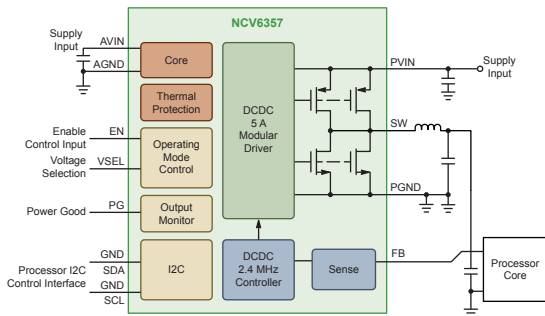 NCV6357
Supply
Input
AVIN
AGND
Core
Thermal
Protection
DCDC
5 A
Modular
Driver
PVIN
Supply
Input
Enable
Control Input
EN
Voltage
Selection
VSEL
Operating
Mode
Control
SW
Power Good
PG
Output
Monitor
PGND
Processor I2C
Control Interface
GND
SDA
GND
SCL
I2C
DCDC
2.4 MHz
Controller
Sense
FB
Processor
Core